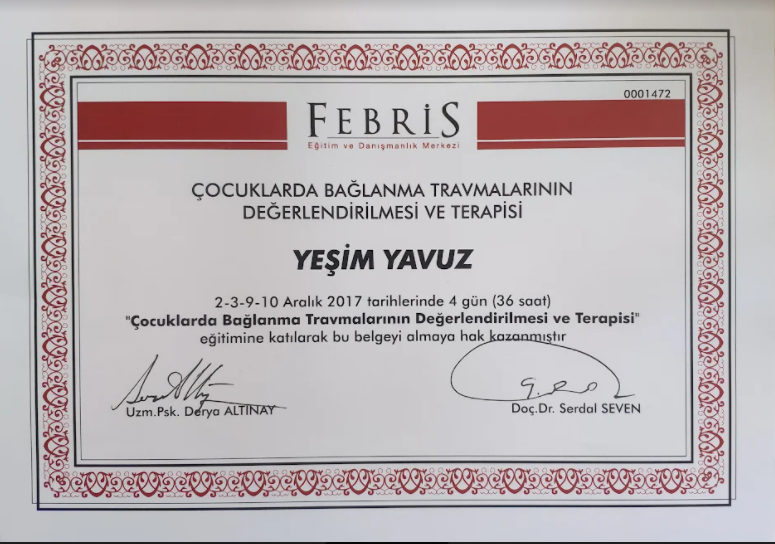 0001472
FEBRİS
Eğitim ve Danışmanlık Merkezi
ÇOCUKLARDA BAĞLANMA TRAVMALARININ
DEĞERLENDİRİLMESİ VE TERAPİSİ
YEŞİM YAVUZ
2-3-9-10 Aralık 2017 tarihlerinde 4 gün (36 saat)
"Çocuklarda Bağlanma Travmalarının Değerlendirilmesi ve Terapisi"
eğitimine katılarak bu belgeyi almaya hak kazanmıştır
Uzm.Psk. Derya ALTINAY
Doç.Dr. Serdal SEVEN